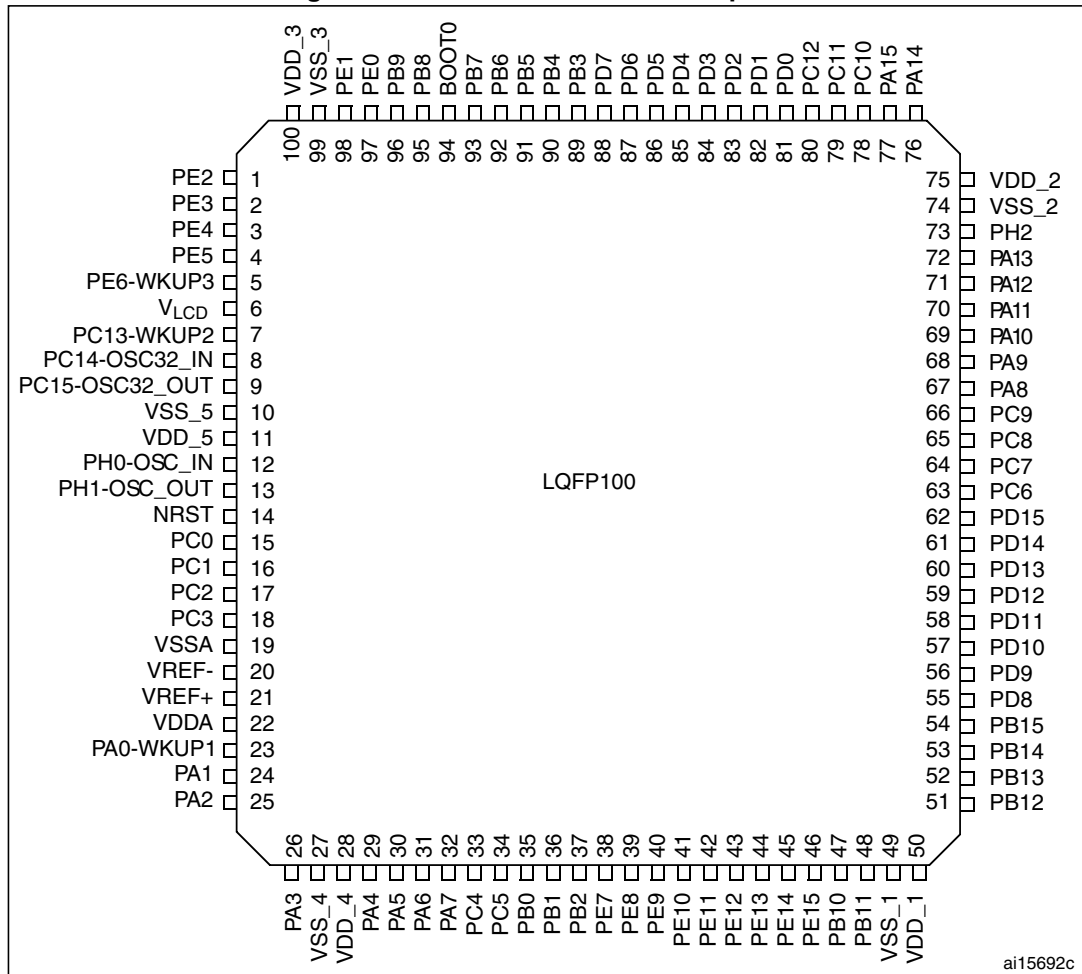 VDD_3
VSS_3
PE1
PE0
PB9
PB8
BOOT0
PB7
PB6
PB5
PB4
PB3
PD7
PD6
PD5
PD4
PD3
PD2
PD1
PD0
PC12
PC11
PC10
PA15
PA14
100
99
98
97
96
95
94
93
92
91
90
89
88
87
86
85
84
83
82
81
80
79
78
77
76
PE2 1
PE3 2
PE4 3
PE5 4
PE6-WKUP3 5
VLCD 6
PC13-WKUP2 7
PC14-OSC32_IN 8
PC15-OSC32_OUT 9
VSS_5 10
VDD_5 11
PH0-OSC_IN 12
PH1-OSC_OUT 13
NRST 14
PC0 15
PC1 16
PC2 17
PC3 18
VSSA 19
VREF- 20
VREF+ 21
VDDA 22
PA0-WKUP1 23
PA1 24
PA2 25
LQFP100
75 VDD_2
74 VSS_2
73 PH2
72 PA13
71 PA12
70 PA11
69 PA10
68 PA9
67 PA8
66 PC9
65 PC8
64 PC7
63 PC6
62 PD15
61 PD14
60 PD13
59 PD12
58 PD11
57 PD10
56 PD9
55 PD8
54 PB15
53 PB14
52 PB13
51 PB12
26
27
28
29
30
31
32
33
34
35
36
37
38
39
40
41
42
43
44
45
46
47
48
49
50
PA3
VSS_4
VDD_4
PA4
PA5
PA6
PA7
PC4
PC5
PB0
PB1
PB2
PE7
PE8
PE9
PE10
PE11
PE12
PE13
PE14
PE15
PB10
PB11
VSS_1
VDD_1
ai15692c